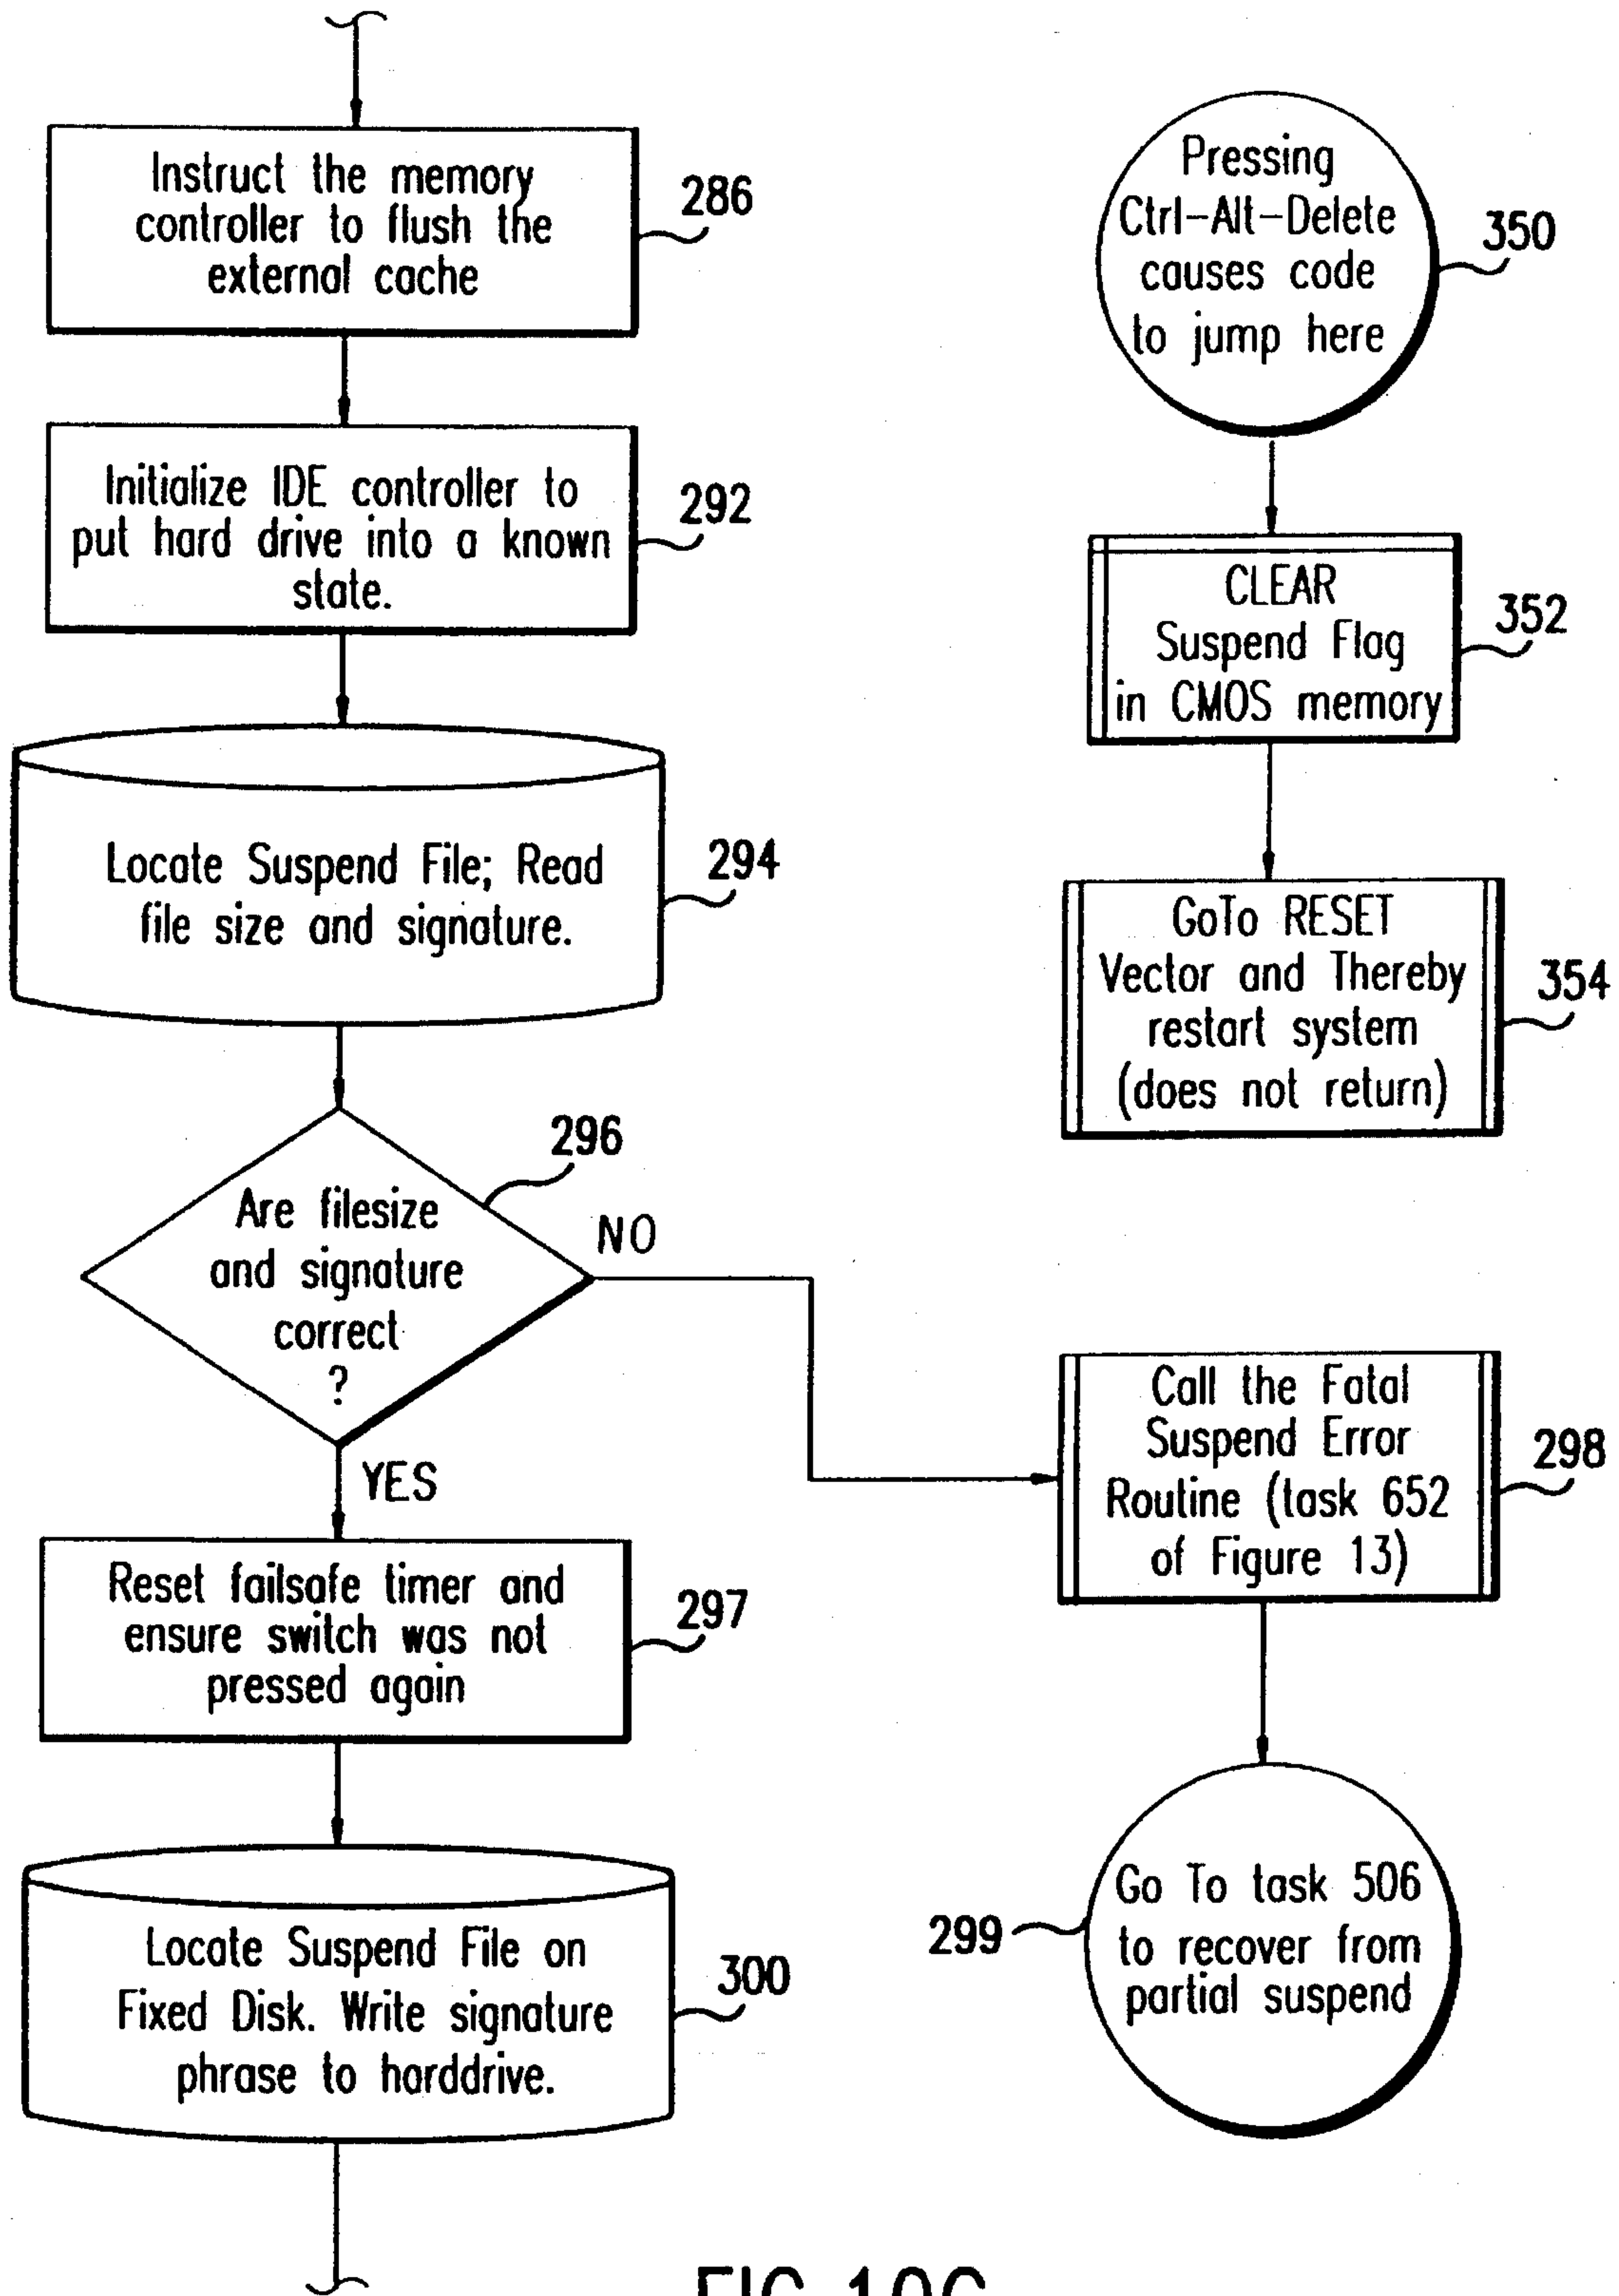 Instruct the memory
controller to flush the
external cache
286
Initialize IDE controller to
put hard drive into a known
state.
292
Locate Suspend File; Read
file size and signature.
294
296
Are filesize
and signature
correct
?
NO
YES
Reset failsafe timer and
ensure switch was not
pressed again
297
Locate Suspend File on
Fixed Disk. Write signature
phrase to harddrive.
300
Pressing
Ctrl-Alt-Delete
causes code
to jump here
350
CLEAR
Suspend Flag
in CMOS memory
352
GoTo RESET
Vector and Thereby
restart system
(does not return)
354
Call the Fatal
Suspend Error
Routine (task 652
of Figure 13)
298
Go To task 506
to recover from
partial suspend
299